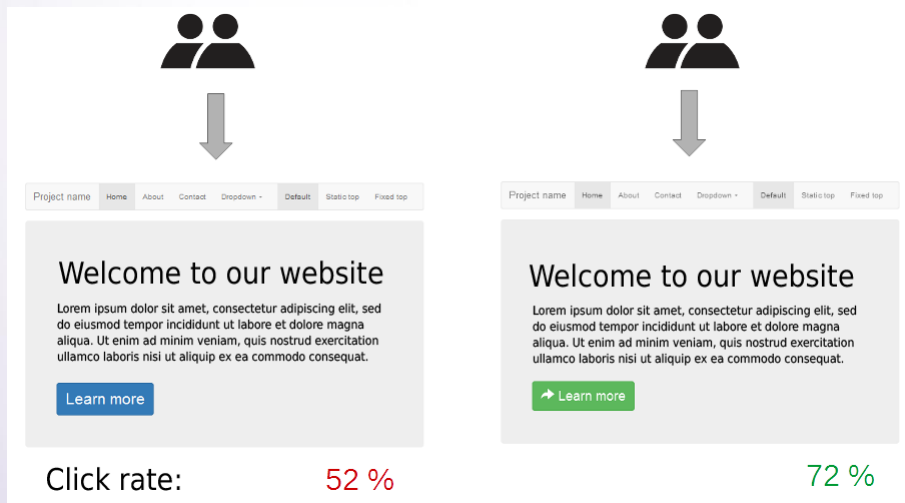 Project name Home About Contact Dropdown Default Static top Fixed top
Welcome to our website
Lorem ipsum dolor sit amet, consectetur adipiscing elit, sed
do eiusmod tempor incididunt ut labore et dolore magna
aliqua. Ut enim ad minim veniam, quis nostrud exercitation
ullamco laboris nisi ut aliquip ex ea commodo consequat.
Learn more
Click rate: 52 %
Project name Home About Contact Dropdown Default Static top Fixed top
Welcome to our website
Lorem ipsum dolor sit amet, consectetur adipiscing elit, sed
do eiusmod tempor incididunt ut labore et dolore magna
aliqua. Ut enim ad minim veniam, quis nostrud exercitation
ullamco laboris nisi ut aliquip ex ea commodo consequat.
Learn more
72 %